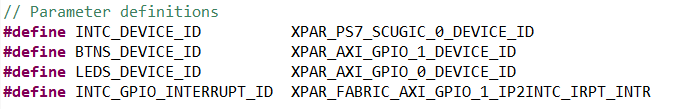 // Parameter definitions
#define INTC_DEVICE_ID XPAR_PS7_SCUGIC_0_DEVICE_ID
#define BTNS_DEVICE_ID XPAR_AXI_GPIO_1_DEVICE_ID
#define LEDS_DEVICE_ID XPAR_AXI_GPIO_0_DEVICE_ID
#define INTC_GPIO_INTERRUPT_ID XPAR_FABRIC_AXI_GPIO_1_IP2INTC_IRPT_INTR